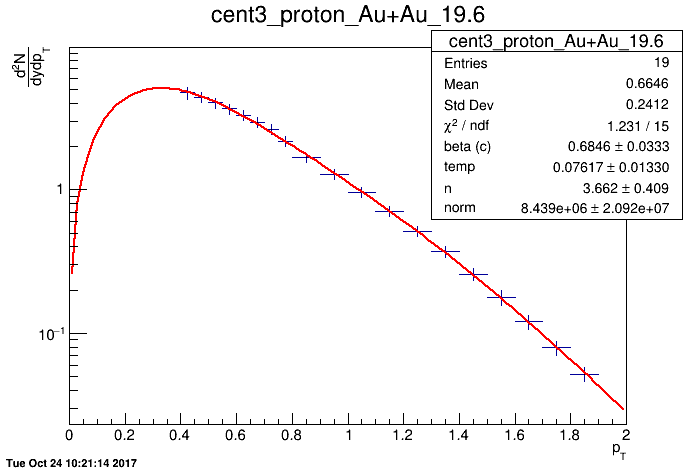 cent3_proton_Au+Au_19.6
cent3_proton_Au+Au_19.6
Entries 19
Mean 0.6646
Std Dev 0.2412
χ² / ndf 1.231 / 15
beta (c) 0.6846 ± 0.0333
temp 0.07617 ± 0.01330
n 3.662 ± 0.409
norm 8.439e+06 ± 2.092e+07
d²N
dydp_T
1
10⁻¹
0 0.2 0.4 0.6 0.8 1 1.2 1.4 1.6 1.8 2
p_T
Tue Oct 24 10:21:14 2017